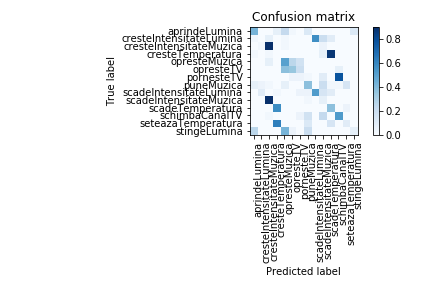 Confusion matrix
aprindeLumina
cresteIntensitateLumina
cresteIntensitateMuzica
cresteTemperatura
opresteMuzica
opresteTV
pornesteTV
puneMuzica
scadeIntensitateLumina
scadeIntensitateMuzica
scadeTemperatura
schimbaCanalTV
seteazaTemperatura
stingeLumina
True label
aprindeLumina
cresteIntensitateLumina
cresteIntensitateMuzica
cresteTemperatura
opresteMuzica
opresteTV
pornesteTV
puneMuzica
scadeIntensitateLumina
scadeIntensitateMuzica
scadeTemperatura
schimbaCanalTV
seteazaTemperatura
stingeLumina
Predicted label
0.8
0.6
0.4
0.2
0.0